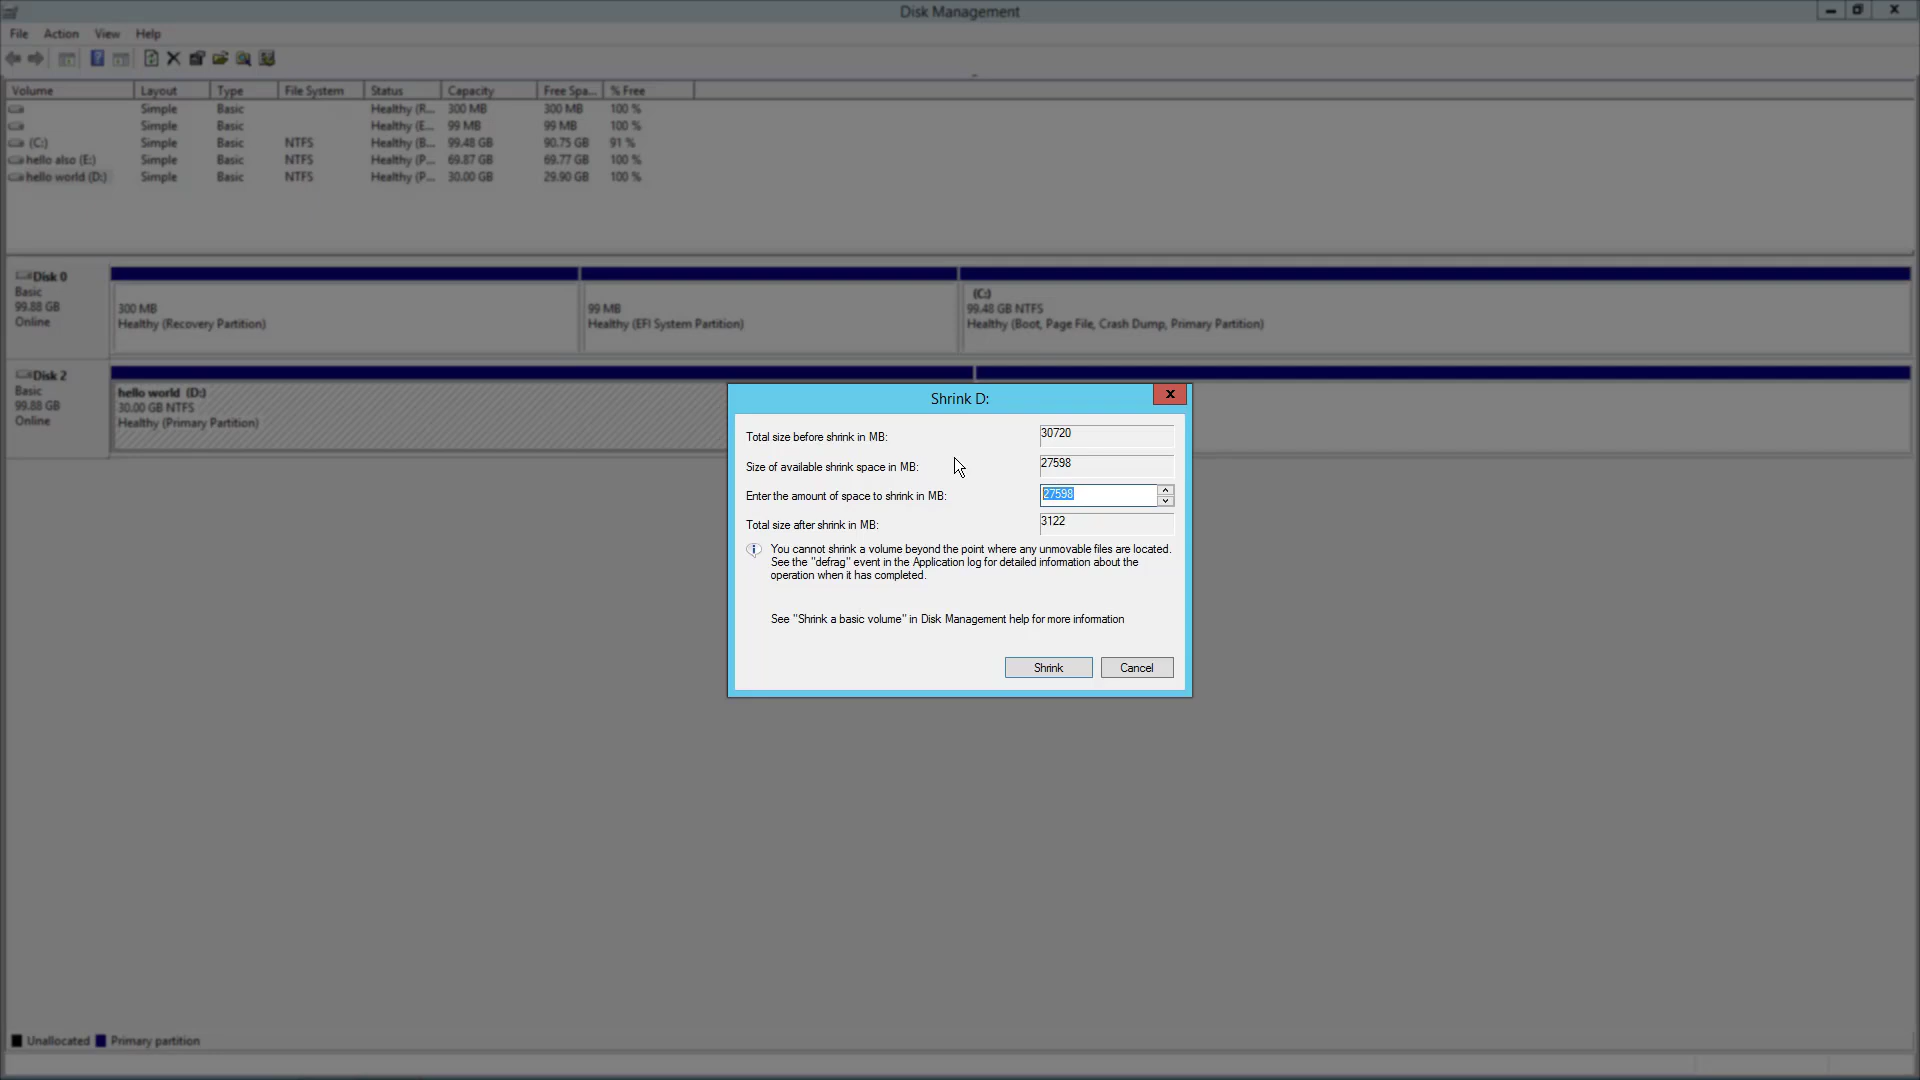 Disk Management
File Action View Help
Volume Layout Type File System Status Capacity Free Spa... % Free
Simple Basic Healthy (R... 300 MB 300 MB 100 %
Simple Basic Healthy (E... 99 MB 99 MB 100 %
(C:) Simple Basic NTFS Healthy (B... 99.48 GB 90.75 GB 91 %
hello also (E:) Simple Basic NTFS Healthy (P... 69.87 GB 69.77 GB 100 %
hello world (D:) Simple Basic NTFS Healthy (P... 30.00 GB 29.90 GB 100 %
Disk 0
Basic
99.88 GB
Online
300 MB
Healthy (Recovery Partition)
99 MB
Healthy (EFI System Partition)
(C:)
99.48 GB NTFS
Healthy (Boot, Page File, Crash Dump, Primary Partition)
Disk 2
Basic
99.88 GB
Online
hello world (D:)
30.00 GB NTFS
Healthy (Primary Partition)
Shrink D:
x
Total size before shrink in MB: 30720
Size of available shrink space in MB: 27598
Enter the amount of space to shrink in MB: 27598
Total size after shrink in MB: 3122
You cannot shrink a volume beyond the point where any unmovable files are located.
See the "defrag" event in the Application log for detailed information about the
operation when it has completed.
See "Shrink a basic volume" in Disk Management help for more information
Shrink Cancel
Unallocated Primary partition